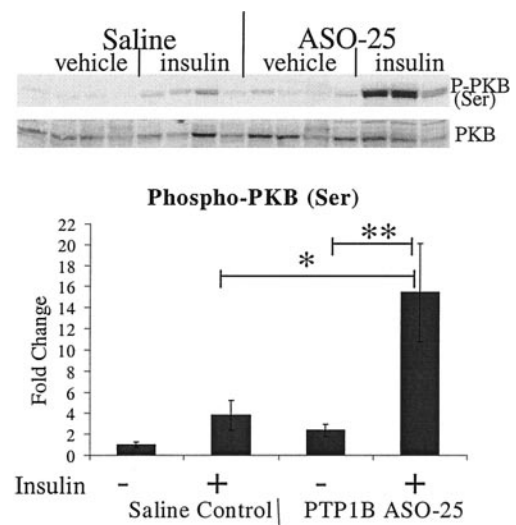 Saline ASO-25
vehicle insulin vehicle insulin
P-PKB
(Ser)
PKB
Phospho-PKB (Ser)
Fold Change
22
20
18
16
14
12
10
8
6
4
2
0
* **
Insulin - + - +
Saline Control PTP1B ASO-25